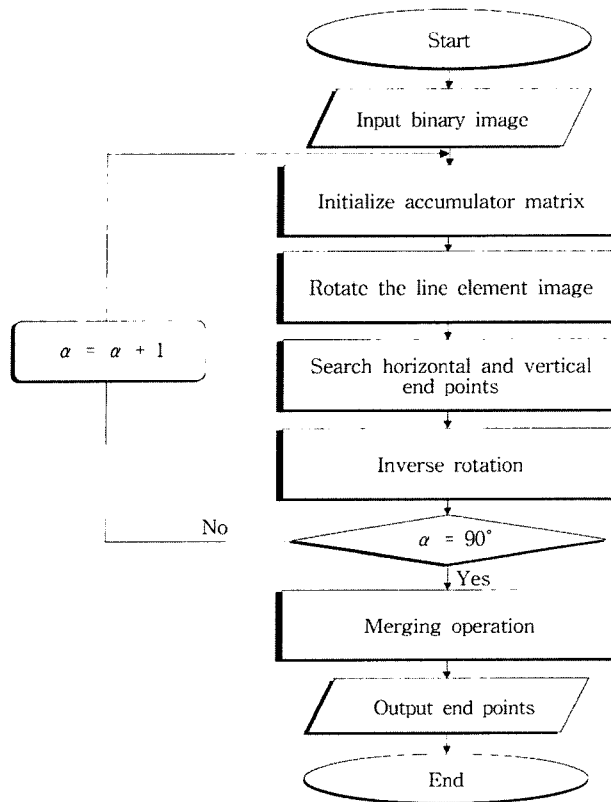 Start
Input binary image
Initialize accumulator matrix
Rotate the line element image
α = α + 1
Search horizontal and vertical
end points
Inverse rotation
No
α = 90°
Yes
Merging operation
Output end points
End